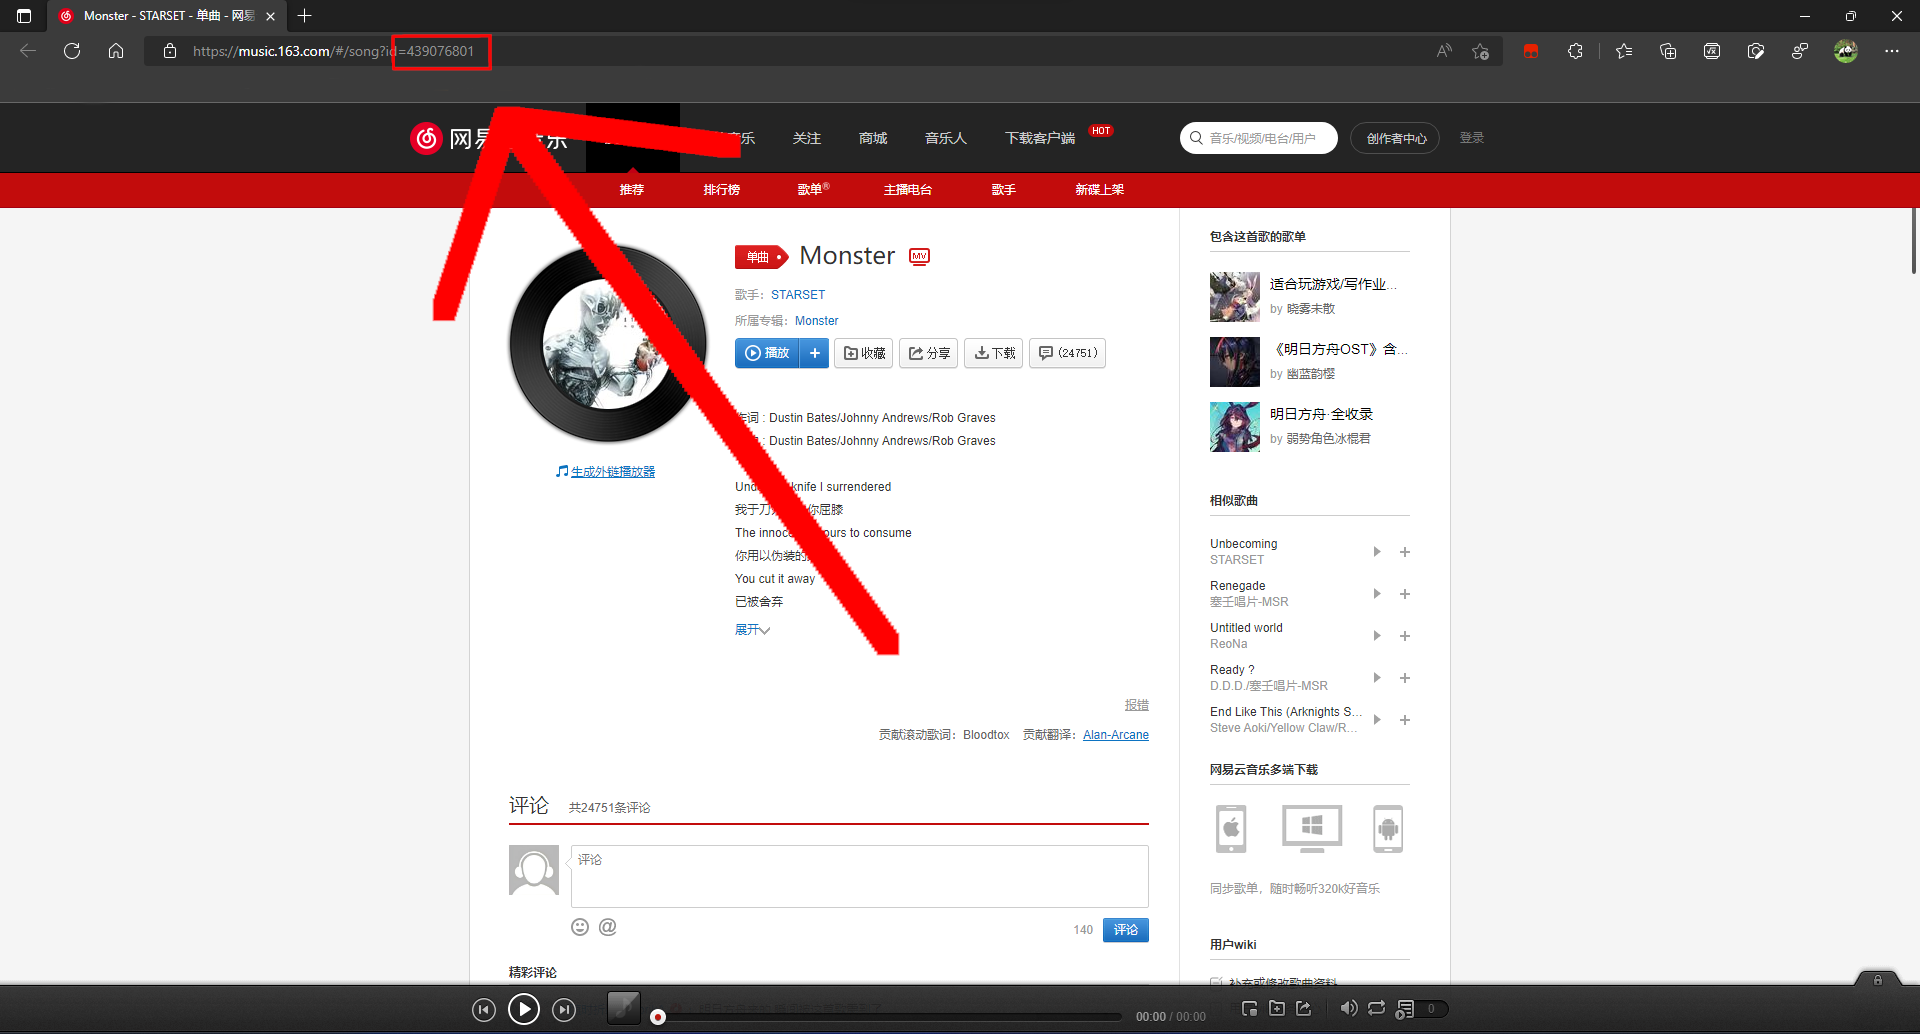 Monster - STARSET - 单曲 - 网易
https://music.163.com/#/song?id=439076801
网易
乐
音乐
关注
商城
音乐人
下载客户端
HOT
音乐/视频/电台/用户
创作者中心
登录
推荐
排行榜
歌单®
主播电台
歌手
新碟上架
单曲
Monster
MV
歌手：STARSET
所属专辑：Monster
播放
收藏
分享
下载
(24751)
生成外链播放器
作词 : Dustin Bates/Johnny Andrews/Rob Graves
: Dustin Bates/Johnny Andrews/Rob Graves
knife I surrendered
我于刀 你屈膝
The yours to consume
你用以伪装的
You cut it away
已被舍弃
展开
报错
贡献滚动歌词：Bloodtox 贡献翻译：Alan-Arcane
评论
共24751条评论
评论
140
评论
精彩评论
包含这首歌的歌单
适合玩游戏/写作业...
by 晓雾未散
《明日方舟OST》含...
by 幽蓝韵樱
明日方舟·全收录
by 弱势角色冰棍君
相似歌曲
Unbecoming
STARSET
Renegade
塞壬唱片-MSR
Untitled world
ReoNa
Ready ?
D.D.D./塞壬唱片-MSR
End Like This (Arknights S...
Steve Aoki/Yellow Claw/R...
网易云音乐多端下载
同步歌单，随时畅听320k好音乐
用户wiki
补充或修改歌曲资料
00:00 / 00:00
0